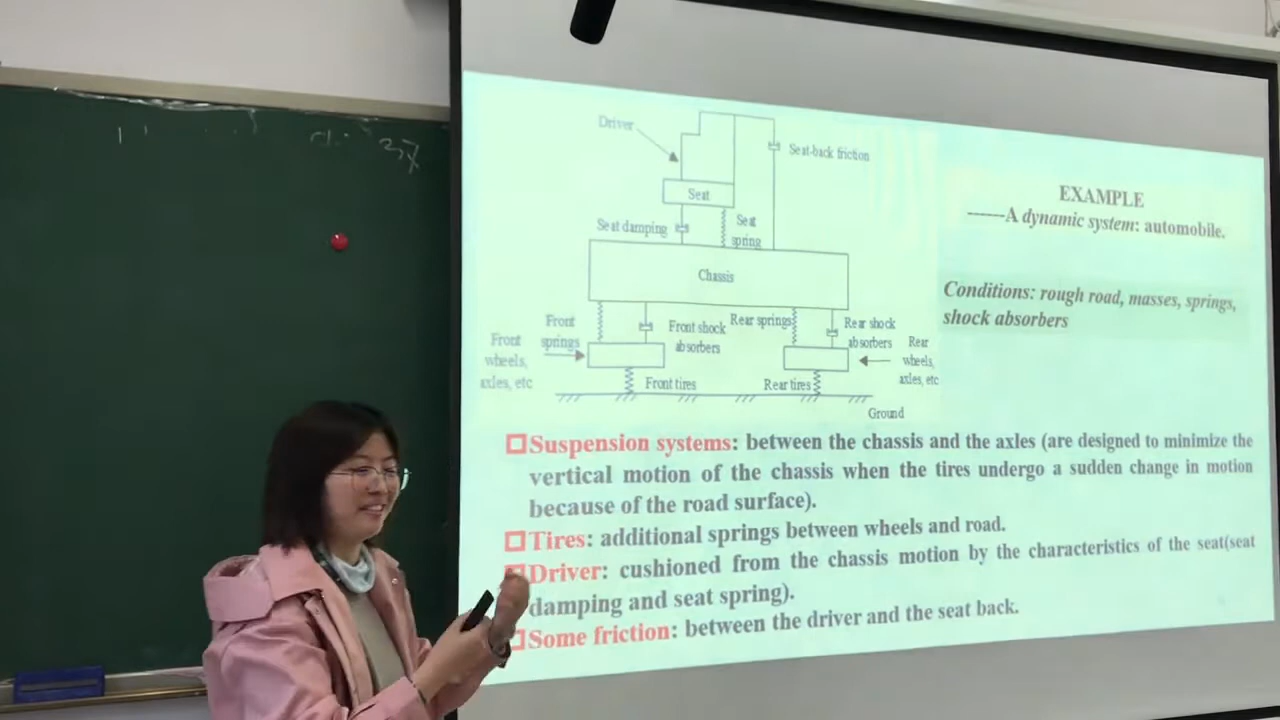 Driver
Seat-back friction
Seat
Seat damping
Seat
spring
Chassis
Front
springs
Front shock
absorbers
Rear springs
Rear shock
absorbers
Front
wheels,
axles, etc
Rear
wheels,
axles, etc
Front tires
Rear tires
Ground
EXAMPLE
------A dynamic system: automobile.
Conditions: rough road, masses, springs,
shock absorbers
Suspension systems: between the chassis and the axles (are designed to minimize the
vertical motion of the chassis when the tires undergo a sudden change in motion
because of the road surface).
Tires: additional springs between wheels and road.
Driver: cushioned from the chassis motion by the characteristics of the seat(seat
damping and seat spring).
Some friction: between the driver and the seat back.